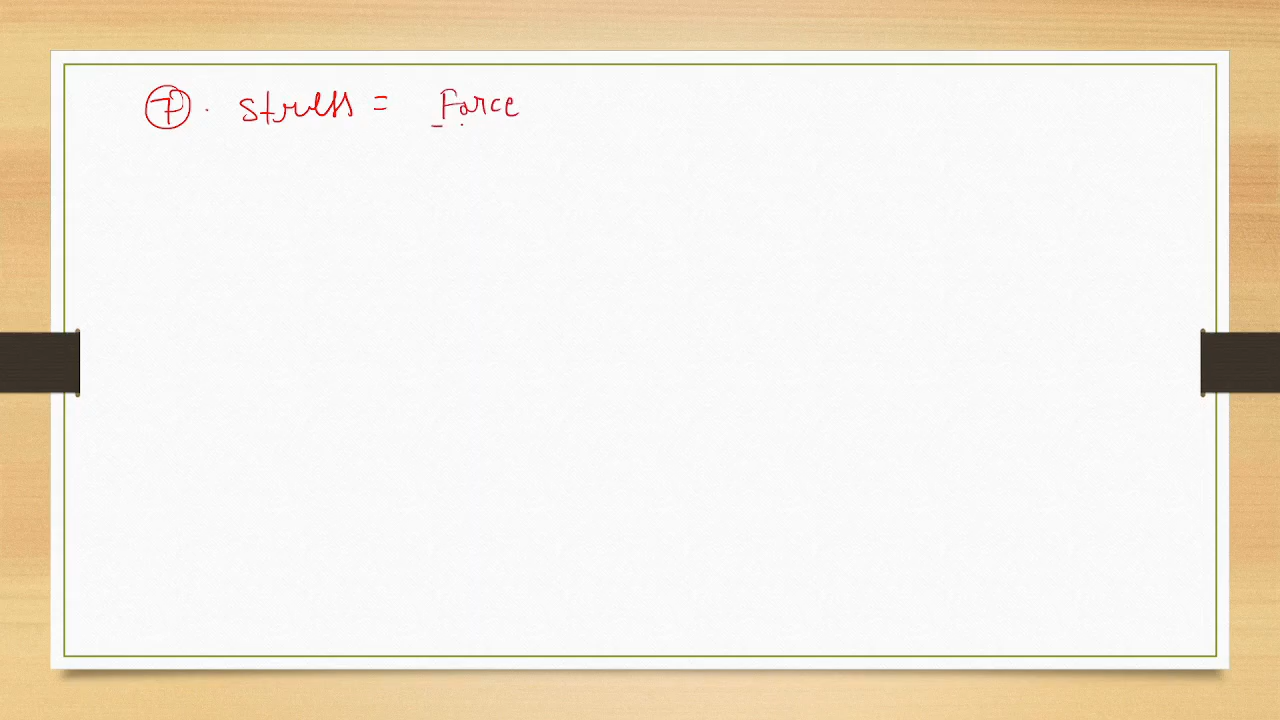 7. Stress = Force